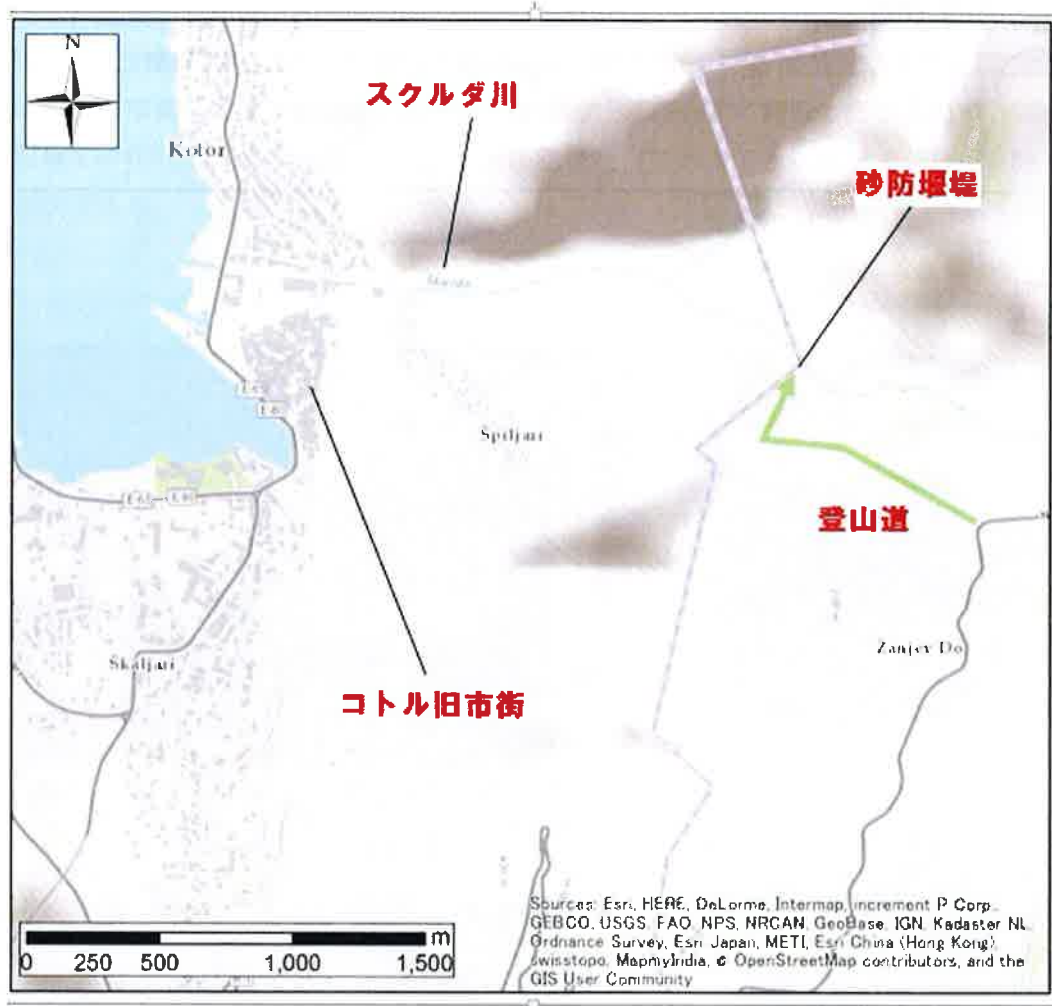 N
スクルダ川
Kotor
砂防堰堤
Špiljari
登山道
Zanjev Do
Škaljari
コトル旧市街
m
0 250 500 1,000 1,500
Sources: Esri, HERE, DeLorme, Intermap, increment P Corp.,
GEBCO, USGS, FAO, NPS, NRCAN, GeoBase, IGN, Kadaster NL,
Ordnance Survey, Esri Japan, METI, Esri China (Hong Kong),
swisstopo, MapmyIndia, © OpenStreetMap contributors, and the
GIS User Community